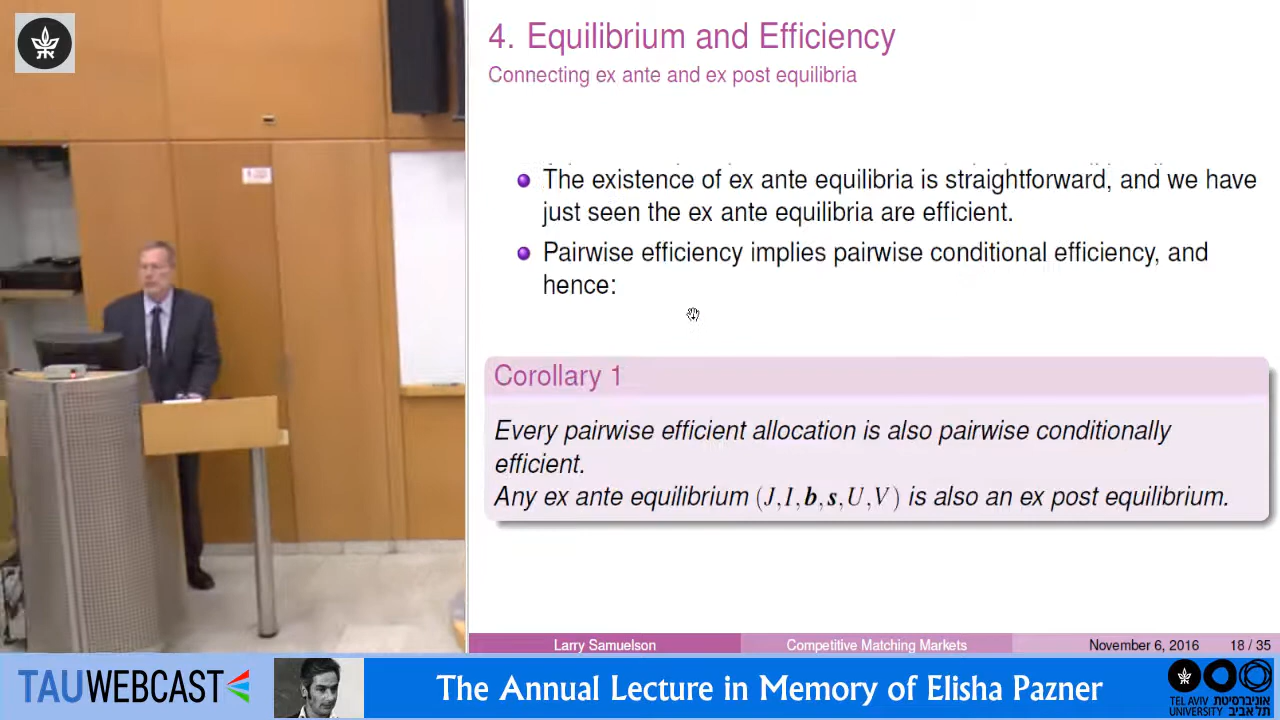 4. Equilibrium and Efficiency
Connecting ex ante and ex post equilibria
The existence of ex ante equilibria is straightforward, and we have
just seen the ex ante equilibria are efficient.
Pairwise efficiency implies pairwise conditional efficiency, and
hence:
Corollary 1
Every pairwise efficient allocation is also pairwise conditionally
efficient.
Any ex ante equilibrium (J,I,b,s,U,V) is also an ex post equilibrium.
Larry Samuelson
Competitive Matching Markets
November 6, 2016
18 / 35
TAUWEBCAST
The Annual Lecture in Memory of Elisha Pazner
TEL AVIV
UNIVERSITY
אוניברסיטת
תל אביב